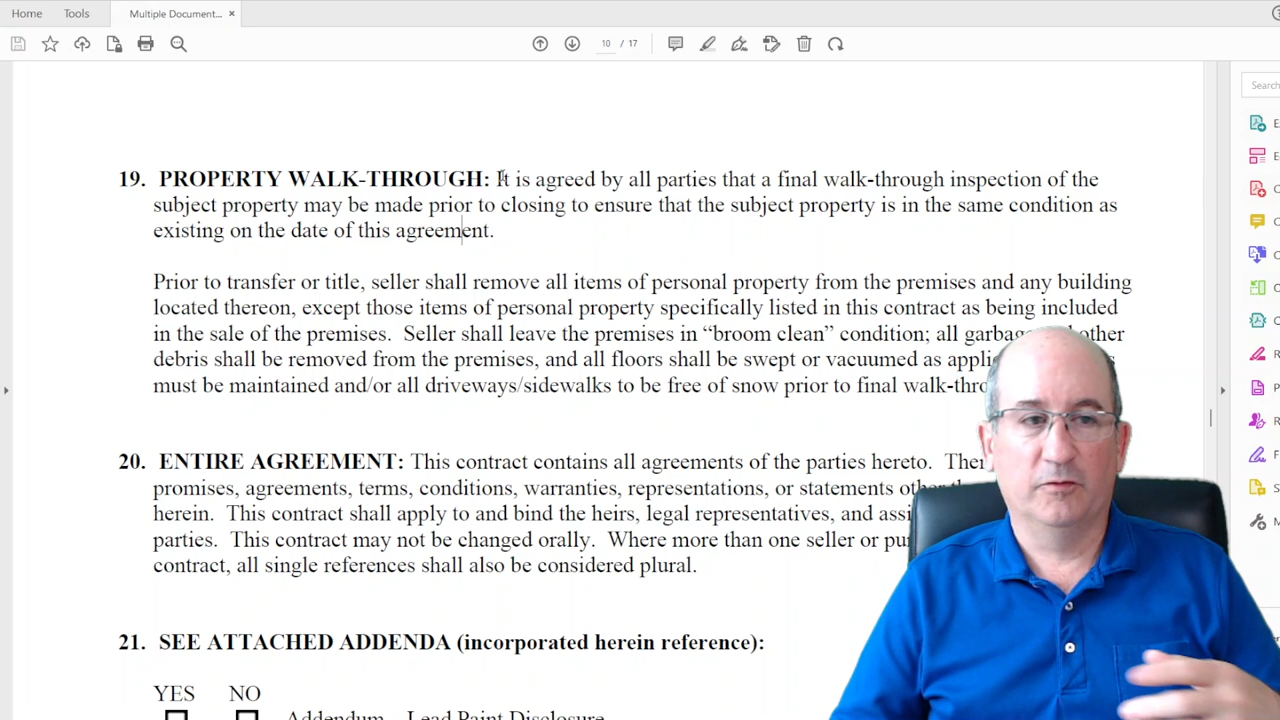 Home Tools Multiple Document... ×
10 / 17
Search
19. PROPERTY WALK-THROUGH: It is agreed by all parties that a final walk-through inspection of the
subject property may be made prior to closing to ensure that the subject property is in the same condition as
existing on the date of this agreement.
Prior to transfer or title, seller shall remove all items of personal property from the premises and any building
located thereon, except those items of personal property specifically listed in this contract as being included
in the sale of the premises. Seller shall leave the premises in “broom clean” condition; all garbage other
debris shall be removed from the premises, and all floors shall be swept or vacuumed as
must be maintained and/or all driveways/sidewalks to be free of snow prior to final
20. ENTIRE AGREEMENT: This contract contains all agreements of the parties hereto.
promises, agreements, terms, conditions, warranties, representations, or statements
herein. This contract shall apply to and bind the heirs, legal representatives, and
parties. This contract may not be changed orally. Where more than one seller or
contract, all single references shall also be considered plural.
21. SEE ATTACHED ADDENDA (incorporated herein reference):
YES NO
Addendum Lead Paint Disclosure